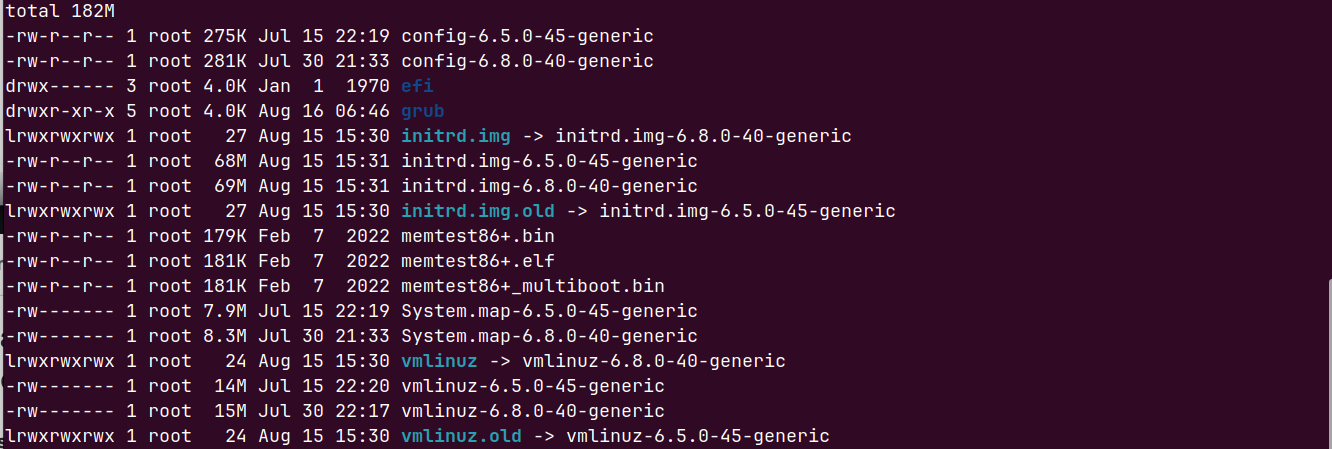 total 182M
-rw-r--r-- 1 root 275K Jul 15 22:19 config-6.5.0-45-generic
-rw-r--r-- 1 root 281K Jul 30 21:33 config-6.8.0-40-generic
drwx------ 3 root 4.0K Jan  1  1970 efi
drwxr-xr-x 5 root 4.0K Aug 16 06:46 grub
lrwxrwxrwx 1 root   27 Aug 15 15:30 initrd.img -> initrd.img-6.8.0-40-generic
-rw-r--r-- 1 root  68M Aug 15 15:31 initrd.img-6.5.0-45-generic
-rw-r--r-- 1 root  69M Aug 15 15:31 initrd.img-6.8.0-40-generic
lrwxrwxrwx 1 root   27 Aug 15 15:30 initrd.img.old -> initrd.img-6.5.0-45-generic
-rw-r--r-- 1 root 179K Feb  7  2022 memtest86+.bin
-rw-r--r-- 1 root 181K Feb  7  2022 memtest86+.elf
-rw-r--r-- 1 root 181K Feb  7  2022 memtest86+_multiboot.bin
-rw------- 1 root 7.9M Jul 15 22:19 System.map-6.5.0-45-generic
-rw------- 1 root 8.3M Jul 30 21:33 System.map-6.8.0-40-generic
lrwxrwxrwx 1 root   24 Aug 15 15:30 vmlinuz -> vmlinuz-6.8.0-40-generic
-rw------- 1 root  14M Jul 15 22:20 vmlinuz-6.5.0-45-generic
-rw------- 1 root  15M Jul 30 22:17 vmlinuz-6.8.0-40-generic
lrwxrwxrwx 1 root   24 Aug 15 15:30 vmlinuz.old -> vmlinuz-6.5.0-45-generic